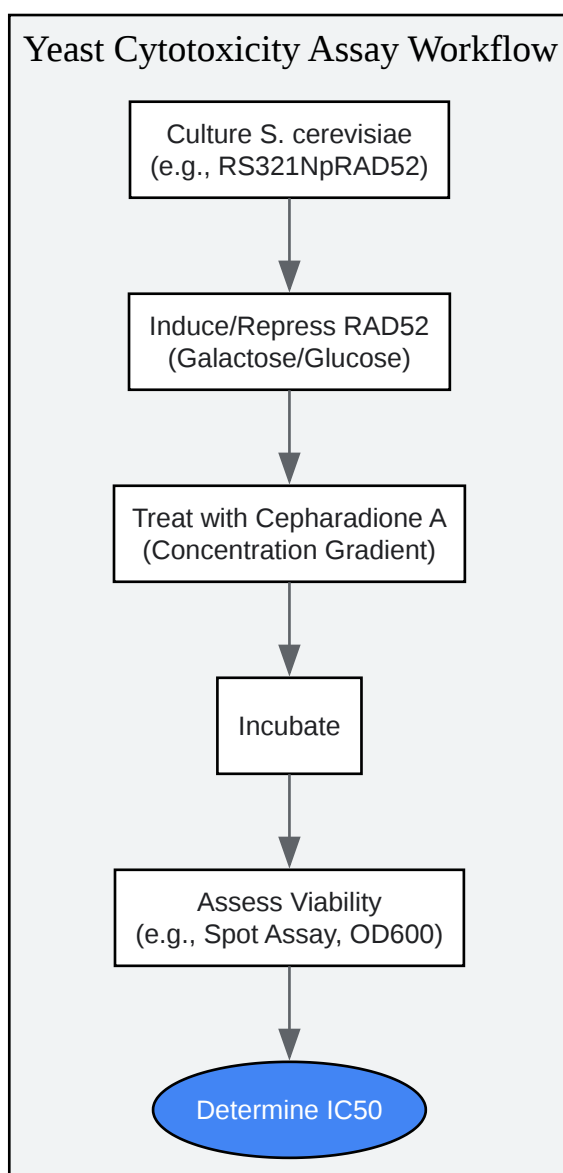 Yeast Cytotoxicity Assay Workflow
Culture S. cerevisiae
(e.g., RS321NpRAD52)
Induce/Repress RAD52
(Galactose/Glucose)
Treat with Cepharadione A
(Concentration Gradient)
Incubate
Assess Viability
(e.g., Spot Assay, OD600)
Determine IC50